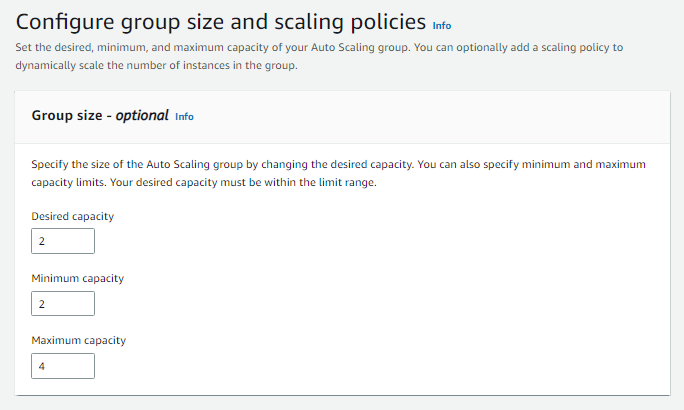 Configure group size and scaling policies Info
Set the desired, minimum, and maximum capacity of your Auto Scaling group. You can optionally add a scaling policy to
dynamically scale the number of instances in the group.
Group size - optional Info
Specify the size of the Auto Scaling group by changing the desired capacity. You can also specify minimum and maximum
capacity limits. Your desired capacity must be within the limit range.
Desired capacity
2
Minimum capacity
2
Maximum capacity
4